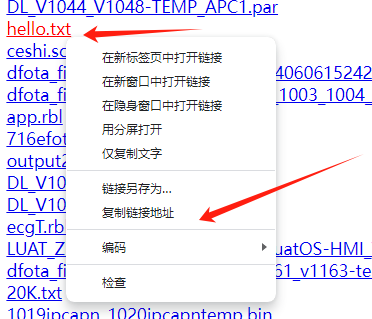 DL_V1044_V1048-TEMP_APC1.par
hello.txt
ceshi.sc
dfota_fi
4060615242
dfota_fi
_1003_1004_
app.rbl
716efot
output2
DL_V10
DL_V10
ecgT.rb
LUAT_Z
uatOS-HMI_
dfota_fi
61_v1163-te
20K.txt
1019ipcapn_1020ipcapntemp.bin
在新标签页中打开链接
在新窗口中打开链接
在隐身窗口中打开链接
用分屏打开
仅复制文字
链接另存为...
复制链接地址
编码
检查